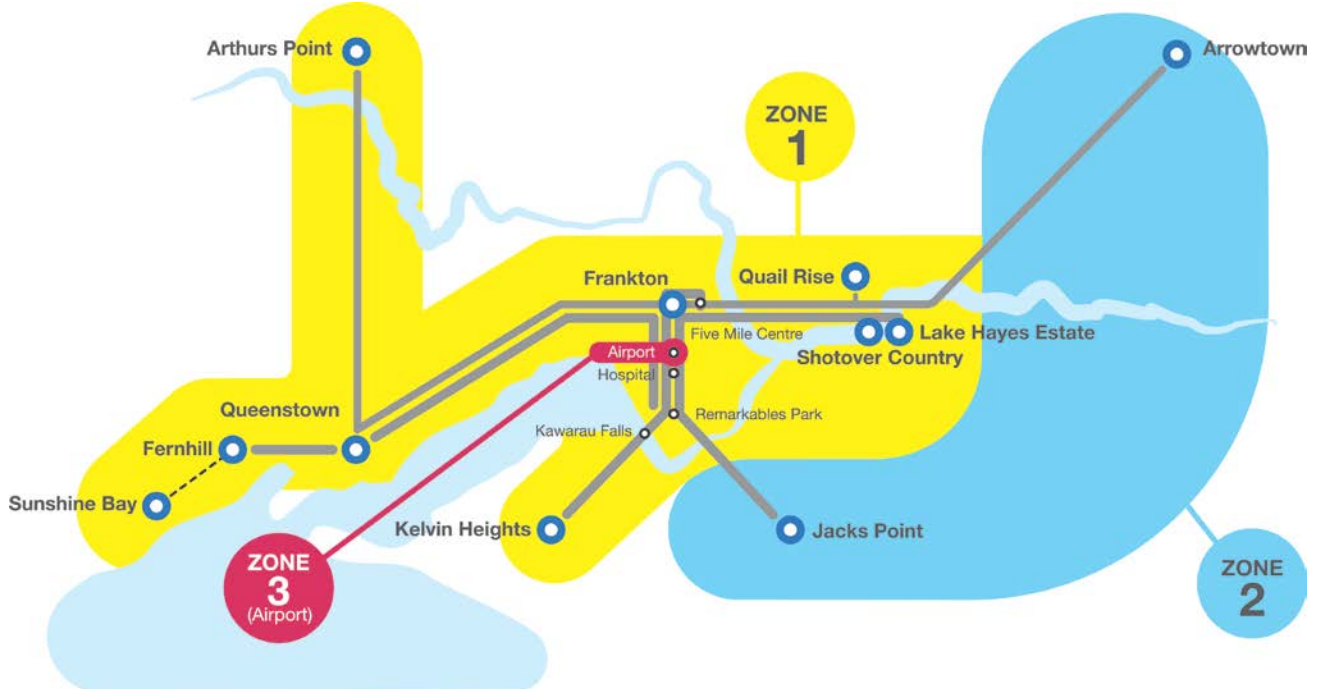 Arthurs Point
Arrowtown
ZONE
1
Frankton
Quail Rise
Five Mile Centre
Lake Hayes Estate
Airport
Shotover Country
Hospital
Queenstown
Remarkables Park
Kawarau Falls
Fernhill
Sunshine Bay
Kelvin Heights
Jacks Point
ZONE
3
(Airport)
ZONE
2